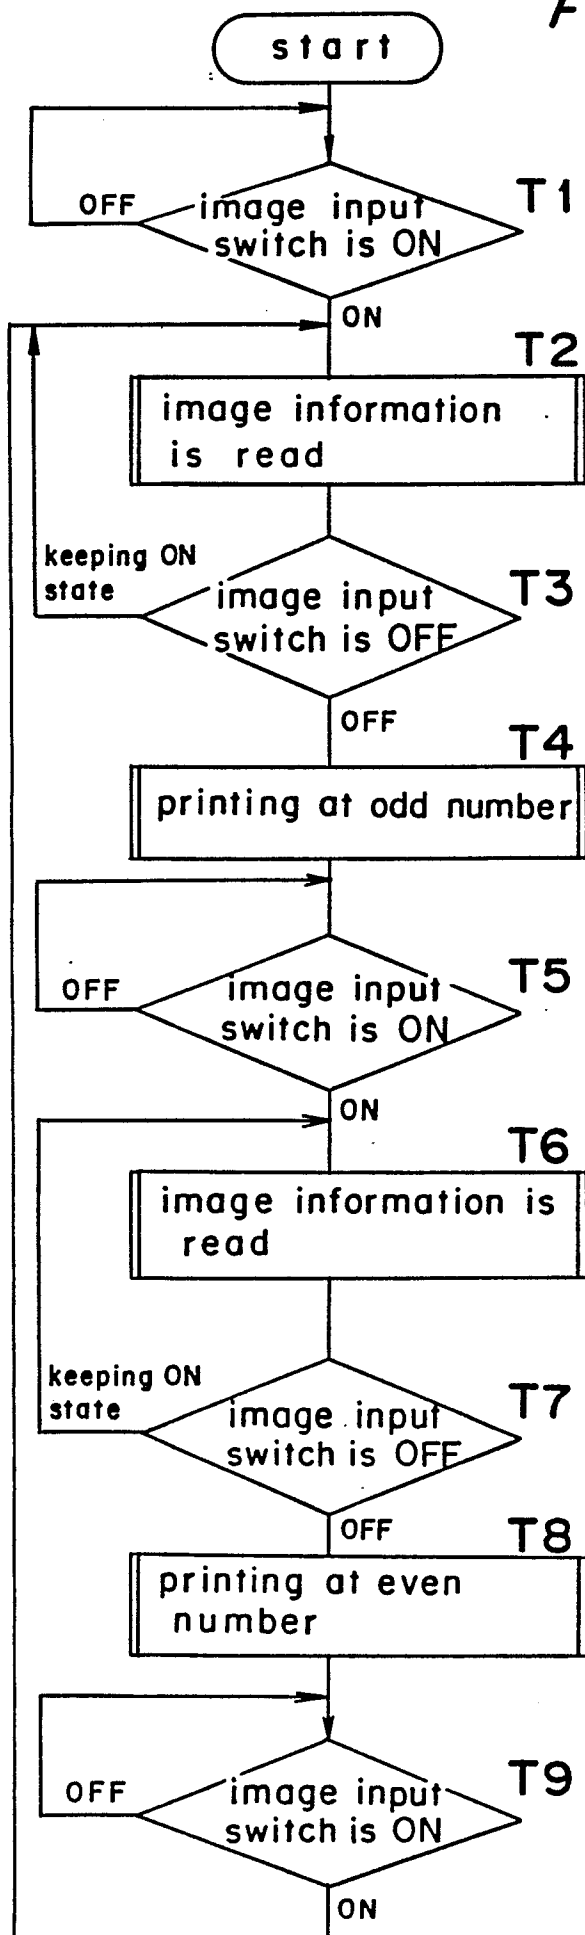 F
start
T1
OFF
image input
switch is ON
ON
T2
image information
is read
keeping ON
state
T3
image input
switch is OFF
OFF
T4
printing at odd number
T5
OFF
image input
switch is ON
ON
T6
image information is
read
keeping ON
state
T7
image input
switch is OFF
OFF
T8
printing at even
number
T9
OFF
image input
switch is ON
ON